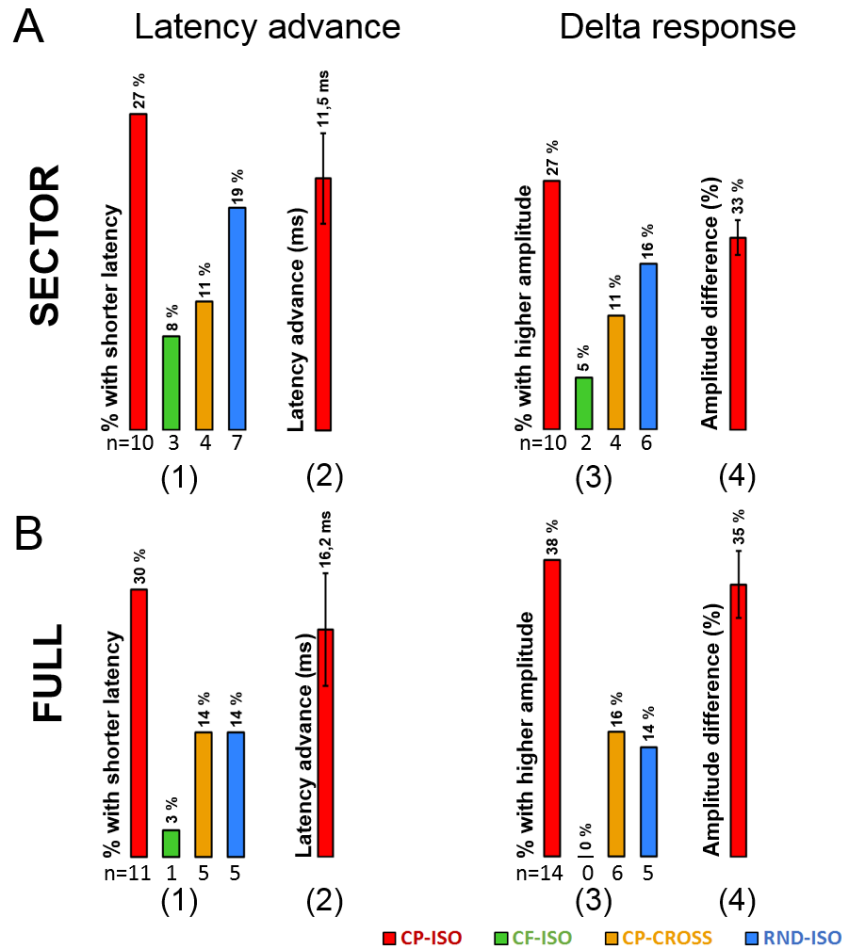 A
Latency advance
Delta response
SECTOR
% with shorter latency
27 %
8 %
11 %
19 %
n=10 3 4 7
(1)
Latency advance (ms)
11,5 ms
(2)
% with higher amplitude
27 %
5 %
11 %
16 %
n=10 2 4 6
(3)
Amplitude difference (%)
33 %
(4)
B
FULL
% with shorter latency
30 %
3 %
14 %
14 %
n=11 1 5 5
(1)
Latency advance (ms)
16,2 ms
(2)
% with higher amplitude
38 %
0 %
16 %
14 %
n=14 0 6 5
(3)
Amplitude difference (%)
35 %
(4)
CP-ISO CF-ISO CP-CROSS RND-ISO